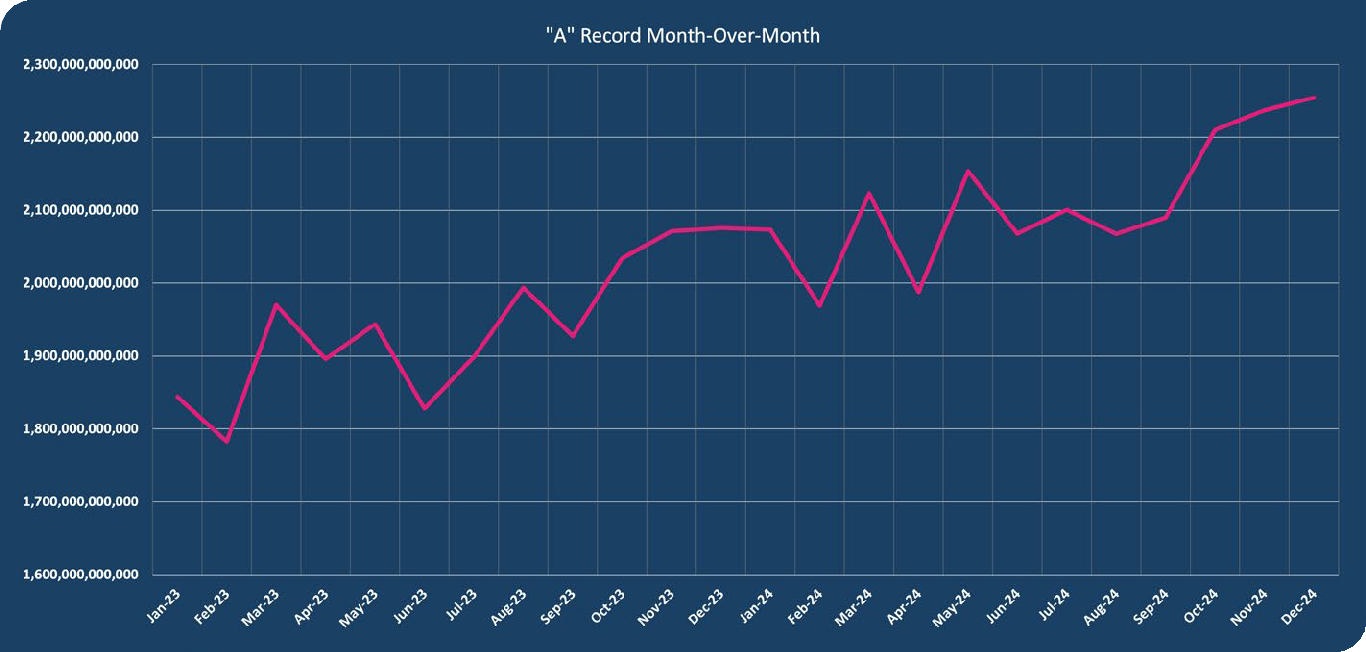 "A" Record Month-Over-Month
2,300,000,000,000
2,200,000,000,000
2,100,000,000,000
2,000,000,000,000
1,900,000,000,000
1,800,000,000,000
1,700,000,000,000
1,600,000,000,000
Jan-23
Feb-23
Mar-23
Apr-23
May-23
Jun-23
Jul-23
Aug-23
Sep-23
Oct-23
Nov-23
Dec-23
Jan-24
Feb-24
Mar-24
Apr-24
May-24
Jun-24
Jul-24
Aug-24
Sep-24
Oct-24
Nov-24
Dec-24